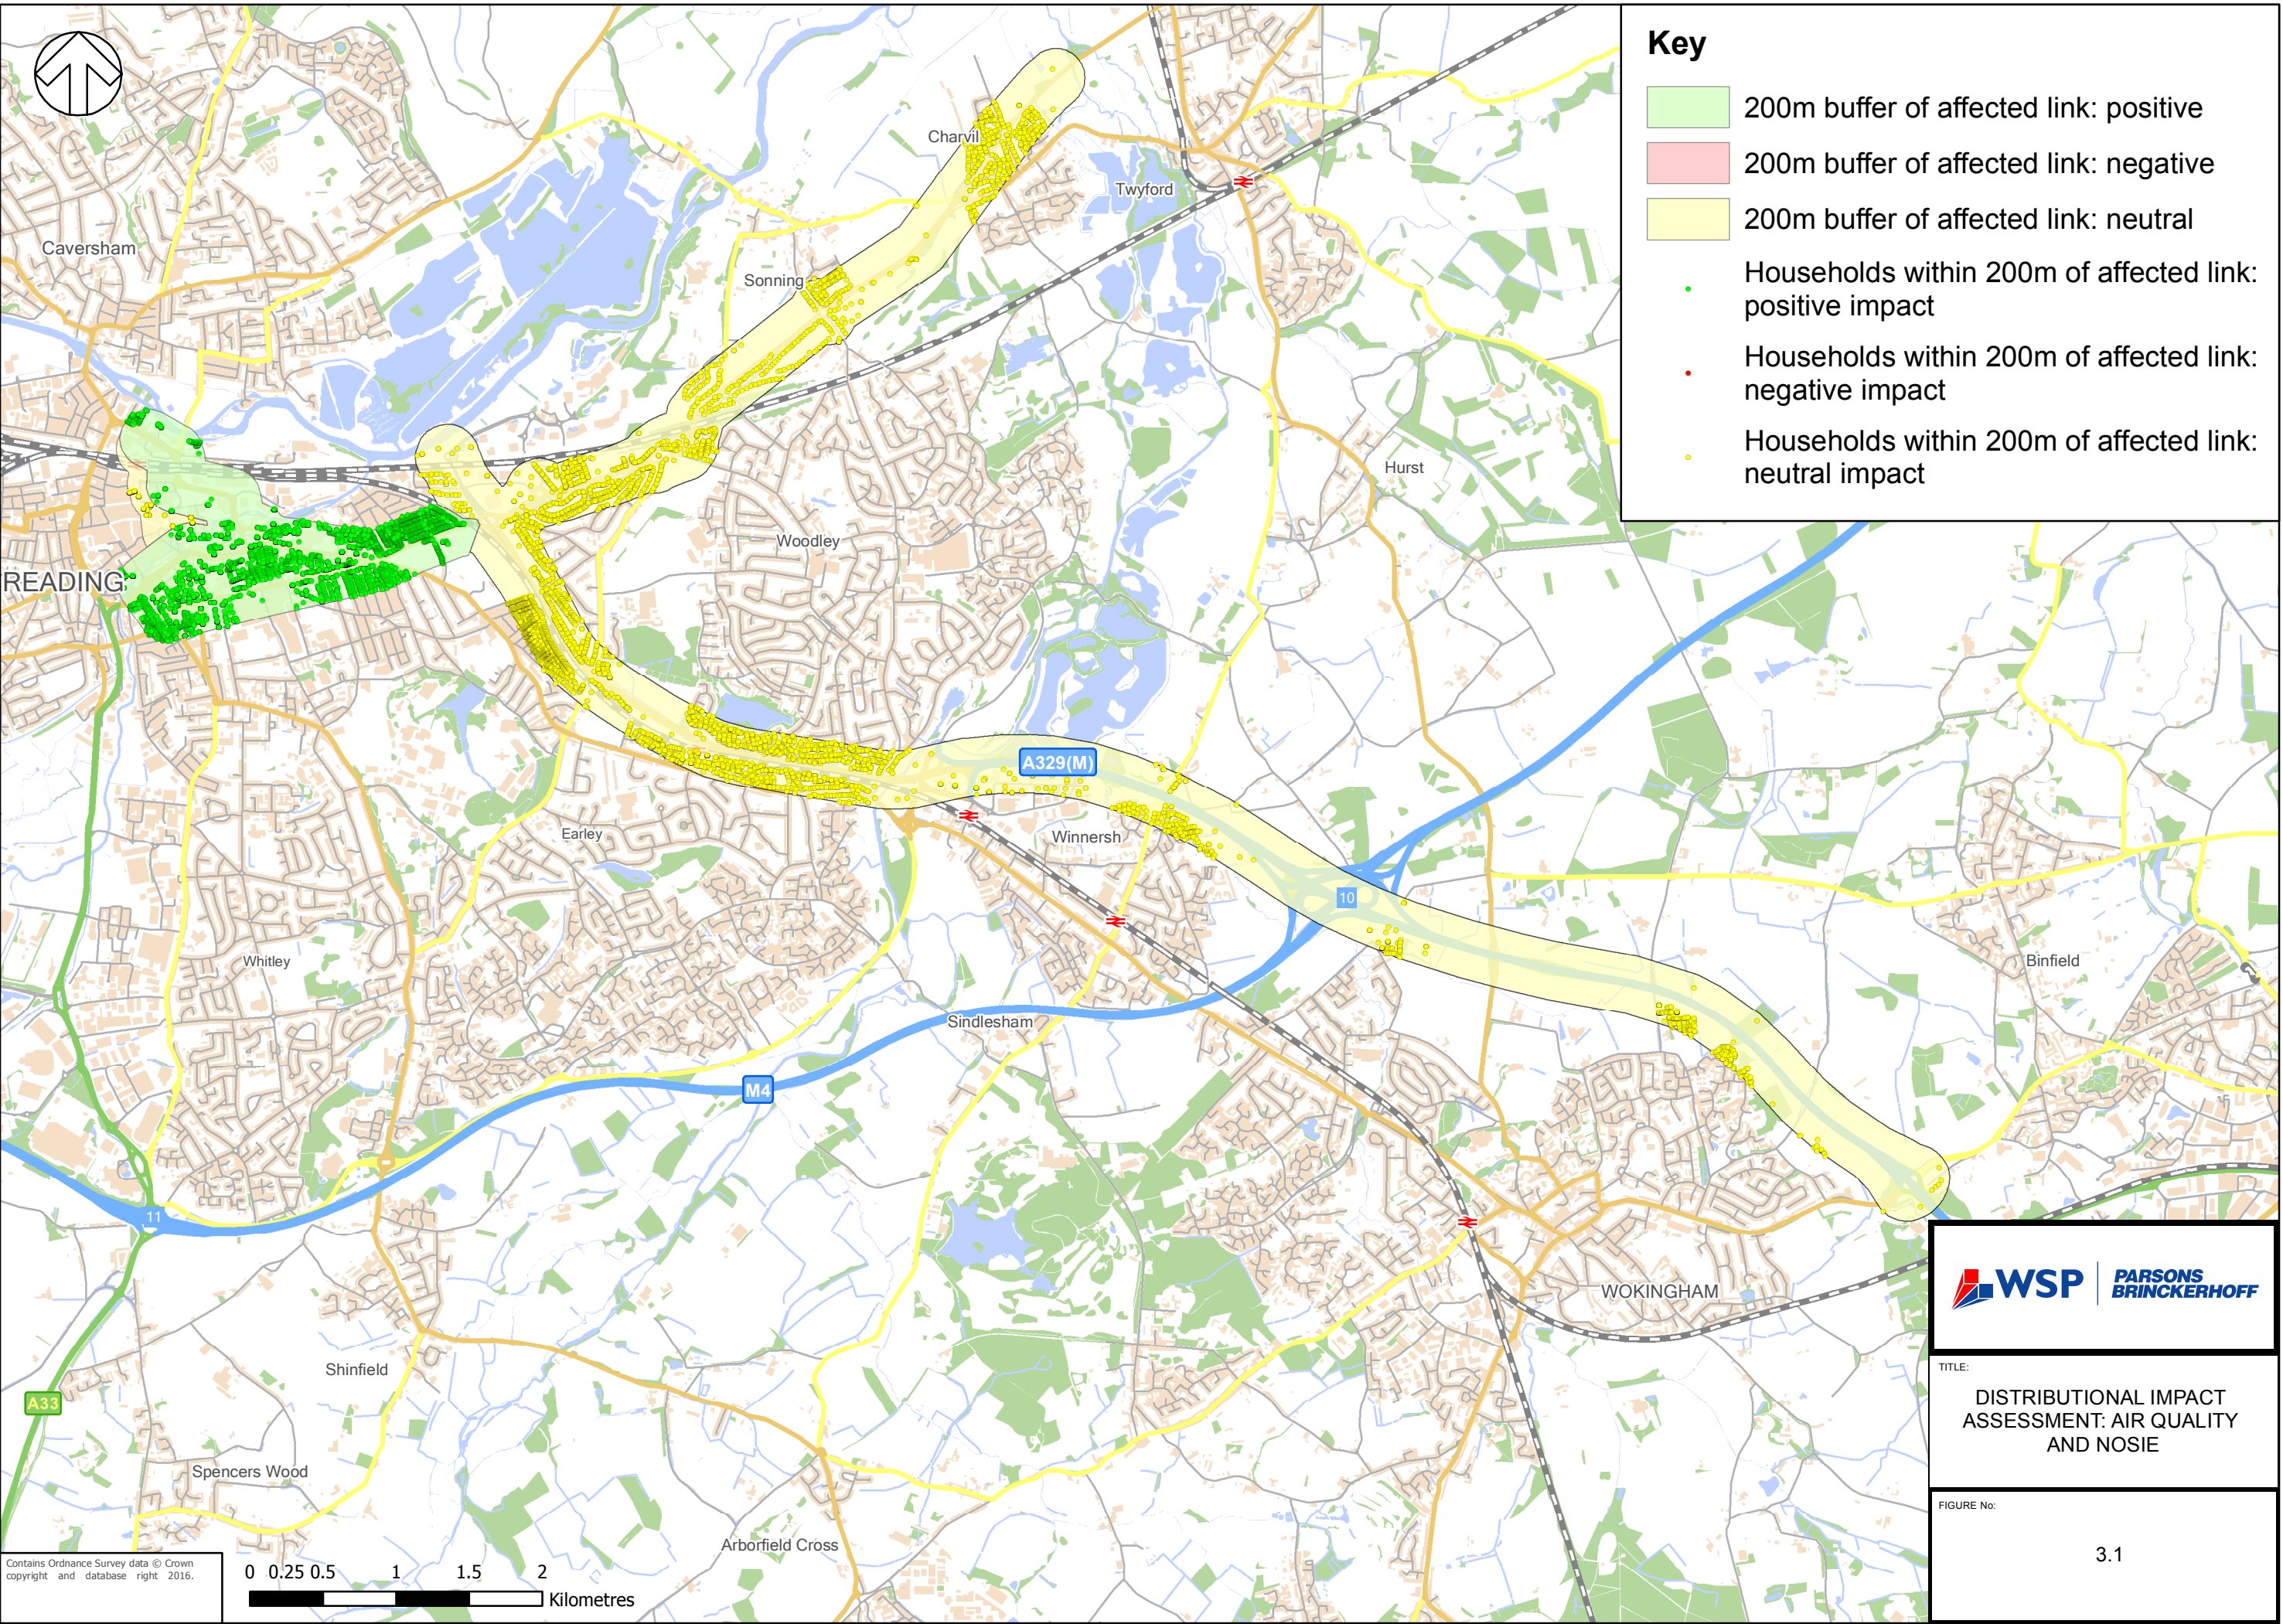 Key
200m buffer of affected link: positive
200m buffer of affected link: negative
200m buffer of affected link: neutral
Households within 200m of affected link:
positive impact
Households within 200m of affected link:
negative impact
Households within 200m of affected link:
neutral impact
Charvil
Twyford
Caversham
Sonning
Hurst
Woodley
READING
A329(M)
Earley
Winnersh
10
Whitley
Binfield
Sindlesham
M4
11
WOKINGHAM
Shinfield
A33
Spencers Wood
Arborfield Cross
WSP
PARSONS
BRINCKERHOFF
TITLE:
DISTRIBUTIONAL IMPACT
ASSESSMENT: AIR QUALITY
AND NOSIE
FIGURE No:
3.1
Contains Ordnance Survey data © Crown
copyright and database right 2016.
0 0.25 0.5 1 1.5 2
Kilometres